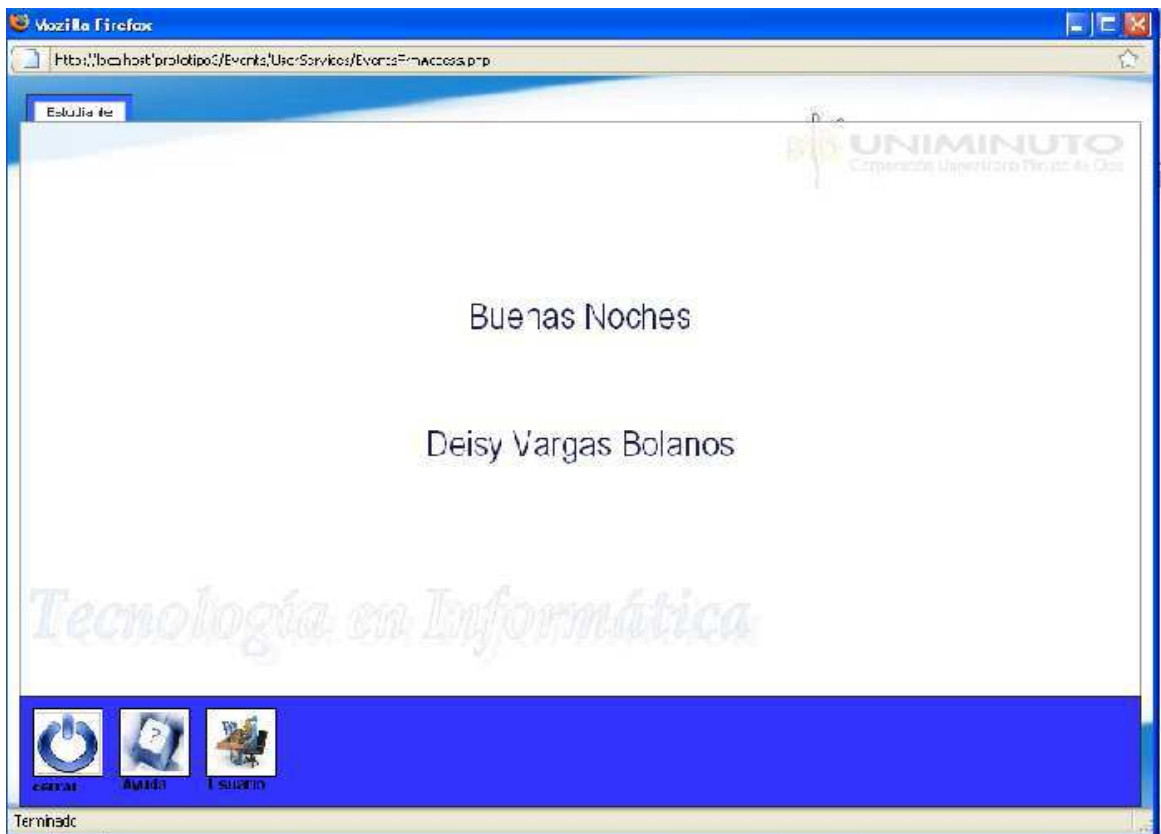 Mozilla Firefox
Estudiante
UNIMINUTO
Buenas Noches
Deisy Vargas Bolanos
Tecnología en Informática
cerrar Ayuda Usuario
Terminado